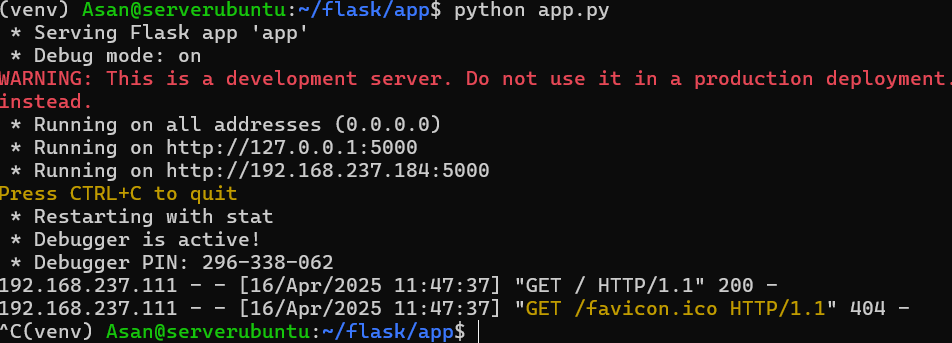 (venv) Asan@serverubuntu:~/flask/app$ python app.py
 * Serving Flask app 'app'
 * Debug mode: on
WARNING: This is a development server. Do not use it in a production deployment.
instead.
 * Running on all addresses (0.0.0.0)
 * Running on http://127.0.0.1:5000
 * Running on http://192.168.237.184:5000
Press CTRL+C to quit
 * Restarting with stat
 * Debugger is active!
 * Debugger PIN: 296-338-062
192.168.237.111 - - [16/Apr/2025 11:47:37] "GET / HTTP/1.1" 200 -
192.168.237.111 - - [16/Apr/2025 11:47:37] "GET /favicon.ico HTTP/1.1" 404 -
^C(venv) Asan@serverubuntu:~/flask/app$